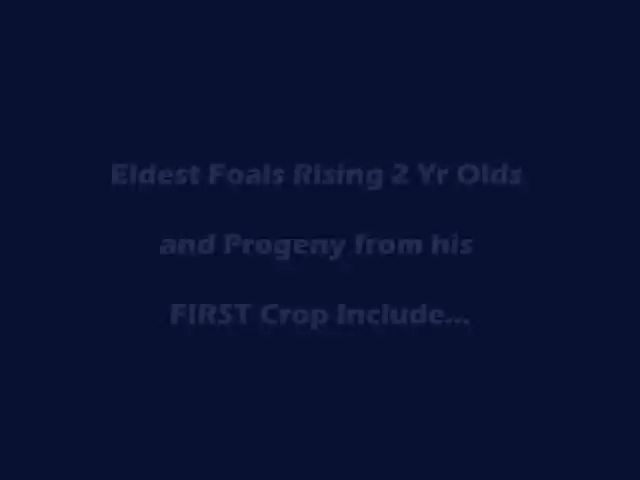 Eldest Foals Rising 2 Yr Olds
and Progeny from his
FIRST Crop Include...